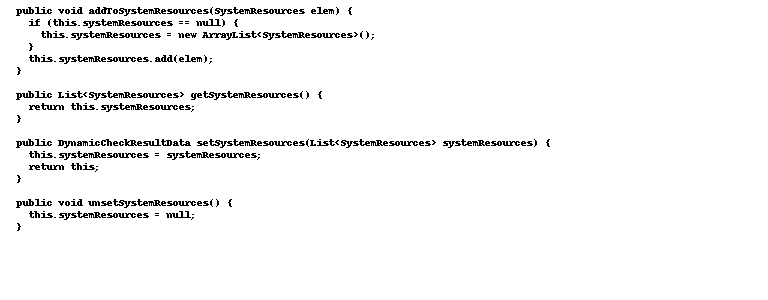 public void addToSystemResources(SystemResources elem) {
if (this.systemResources == null) {
this.systemResources = new ArrayList<SystemResources>();
}
this.systemResources.add(elem);
}
public List<SystemResources> getSystemResources() {
return this.systemResources;
}
public DynamicCheckResultData setSystemResources(List<SystemResources> systemResources) {
this.systemResources = systemResources;
return this;
}
public void unsetSystemResources() {
this.systemResources = null;
}